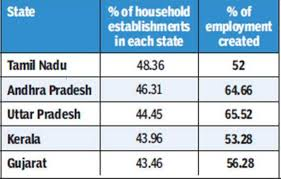 State % of household % of
establishments employment
in each state created
Tamil Nadu 48.36 52
Andhra Pradesh 46.31 64.66
Uttar Pradesh 44.45 65.52
Kerala 43.96 53.28
Gujarat 43.46 56.28